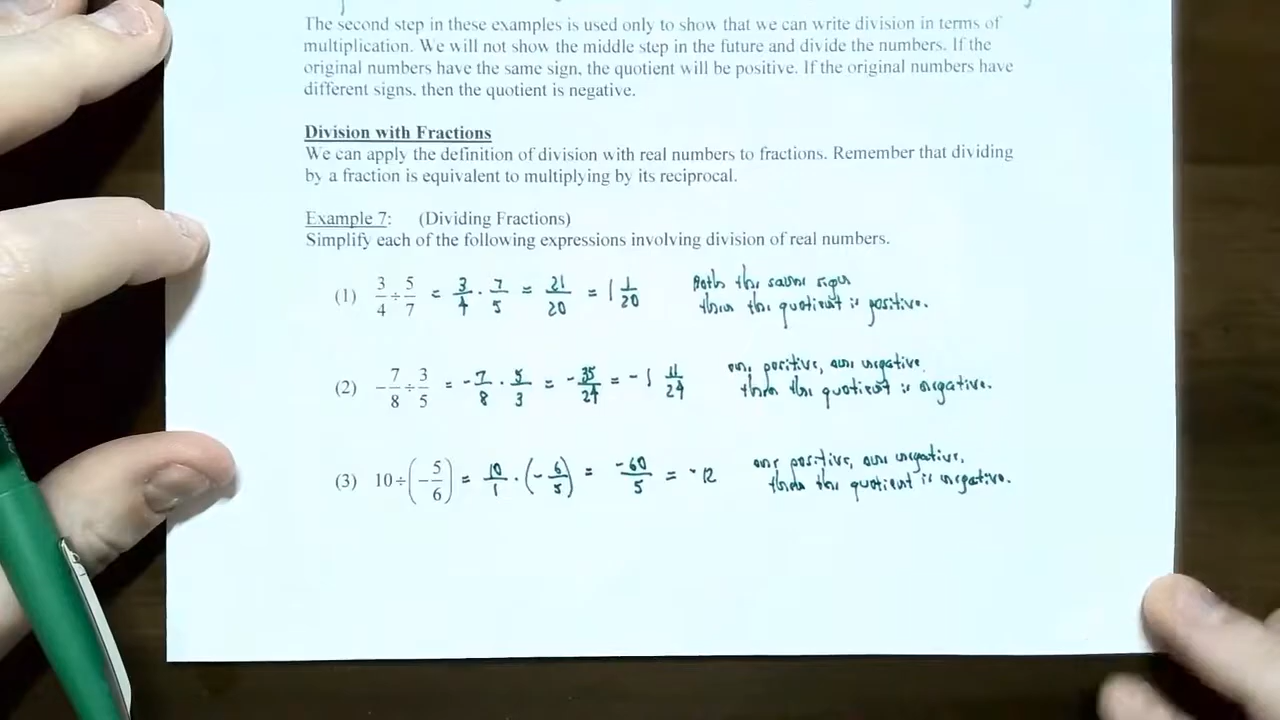 The second step in these examples is used only to show that we can write division in terms of
multiplication. We will not show the middle step in the future and divide the numbers. If the
original numbers have the same sign, the quotient will be positive. If the original numbers have
different signs, then the quotient is negative.
Division with Fractions
We can apply the definition of division with real numbers to fractions. Remember that dividing
by a fraction is equivalent to multiplying by its reciprocal.
Example 7: (Dividing Fractions)
Simplify each of the following expressions involving division of real numbers.
(1) 3/4 ÷ 5/7 = 3/4 · 7/5 = 21/20 = 1 1/20 Both the same sign
then the quotient is positive.
(2) -7/8 ÷ 3/5 = -7/8 · 5/3 = -35/24 = -1 11/24 one positive, one negative,
then the quotient is negative.
(3) 10 ÷ (-5/6) = 10/1 · (-6/5) = -60/5 = -12 one positive, one negative,
then the quotient is negative.